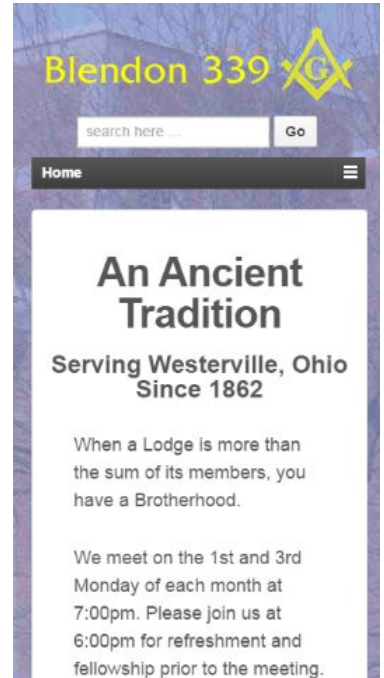 Blendon 339 G
search here ...
Go
Home
An Ancient
Tradition
Serving Westerville, Ohio
Since 1862
When a Lodge is more than
the sum of its members, you
have a Brotherhood.
We meet on the 1st and 3rd
Monday of each month at
7:00pm. Please join us at
6:00pm for refreshment and
fellowship prior to the meeting.